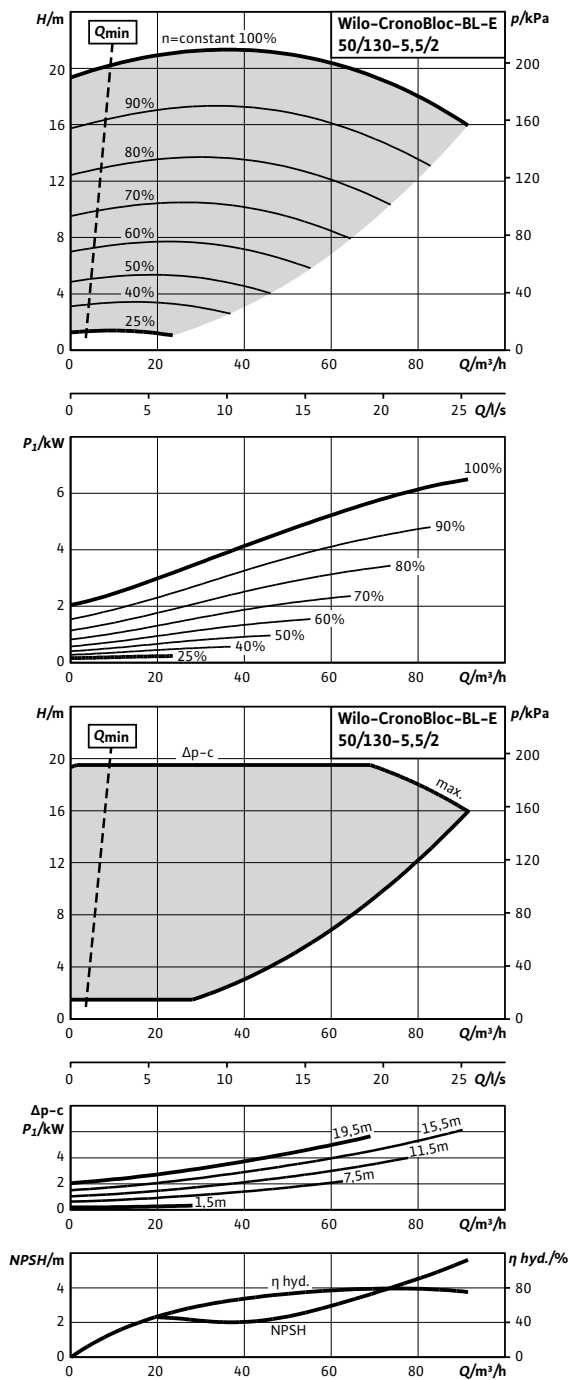 H/m
Qmin
n=constant 100%
Wilo-CronoBloc-BL-E
50/130-5,5/2
p/kPa
20
16
12
8
4
0
90%
80%
70%
60%
50%
40%
25%
200
160
120
80
40
0
0 20 40 60 80 Q/m³/h
0 5 10 15 20 25 Q/l/s
P₁/kW
6
4
2
0
100%
90%
80%
70%
60%
50%
40%
25%
0 20 40 60 80 Q/m³/h
H/m
Qmin
Δp-c
Wilo-CronoBloc-BL-E
50/130-5,5/2
p/kPa
max.
20
16
12
8
4
0
200
160
120
80
40
0
0 20 40 60 80 Q/m³/h
0 5 10 15 20 25 Q/l/s
Δp-c
P₁/kW
4
2
0
19,5m
15,5m
11,5m
7,5m
1,5m
0 20 40 60 80 Q/m³/h
NPSH/m
η hyd./%
4
2
0
η hyd.
NPSH
80
40
0
0 20 40 60 80 Q/m³/h